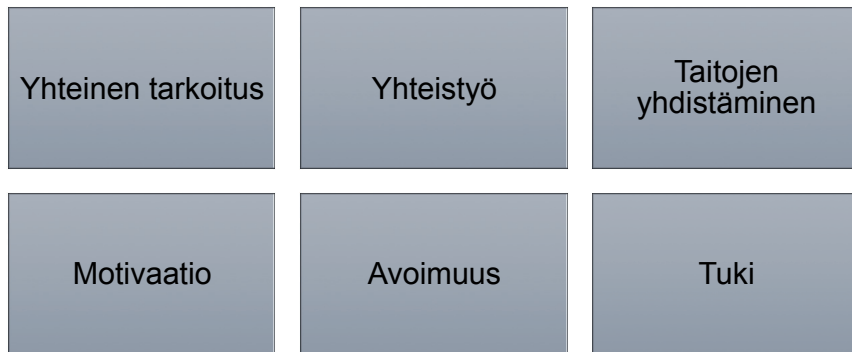 Yhteinen tarkoitus
Yhteistyö
Taitojen
yhdistäminen
Motivaatio
Avoimuus
Tuki